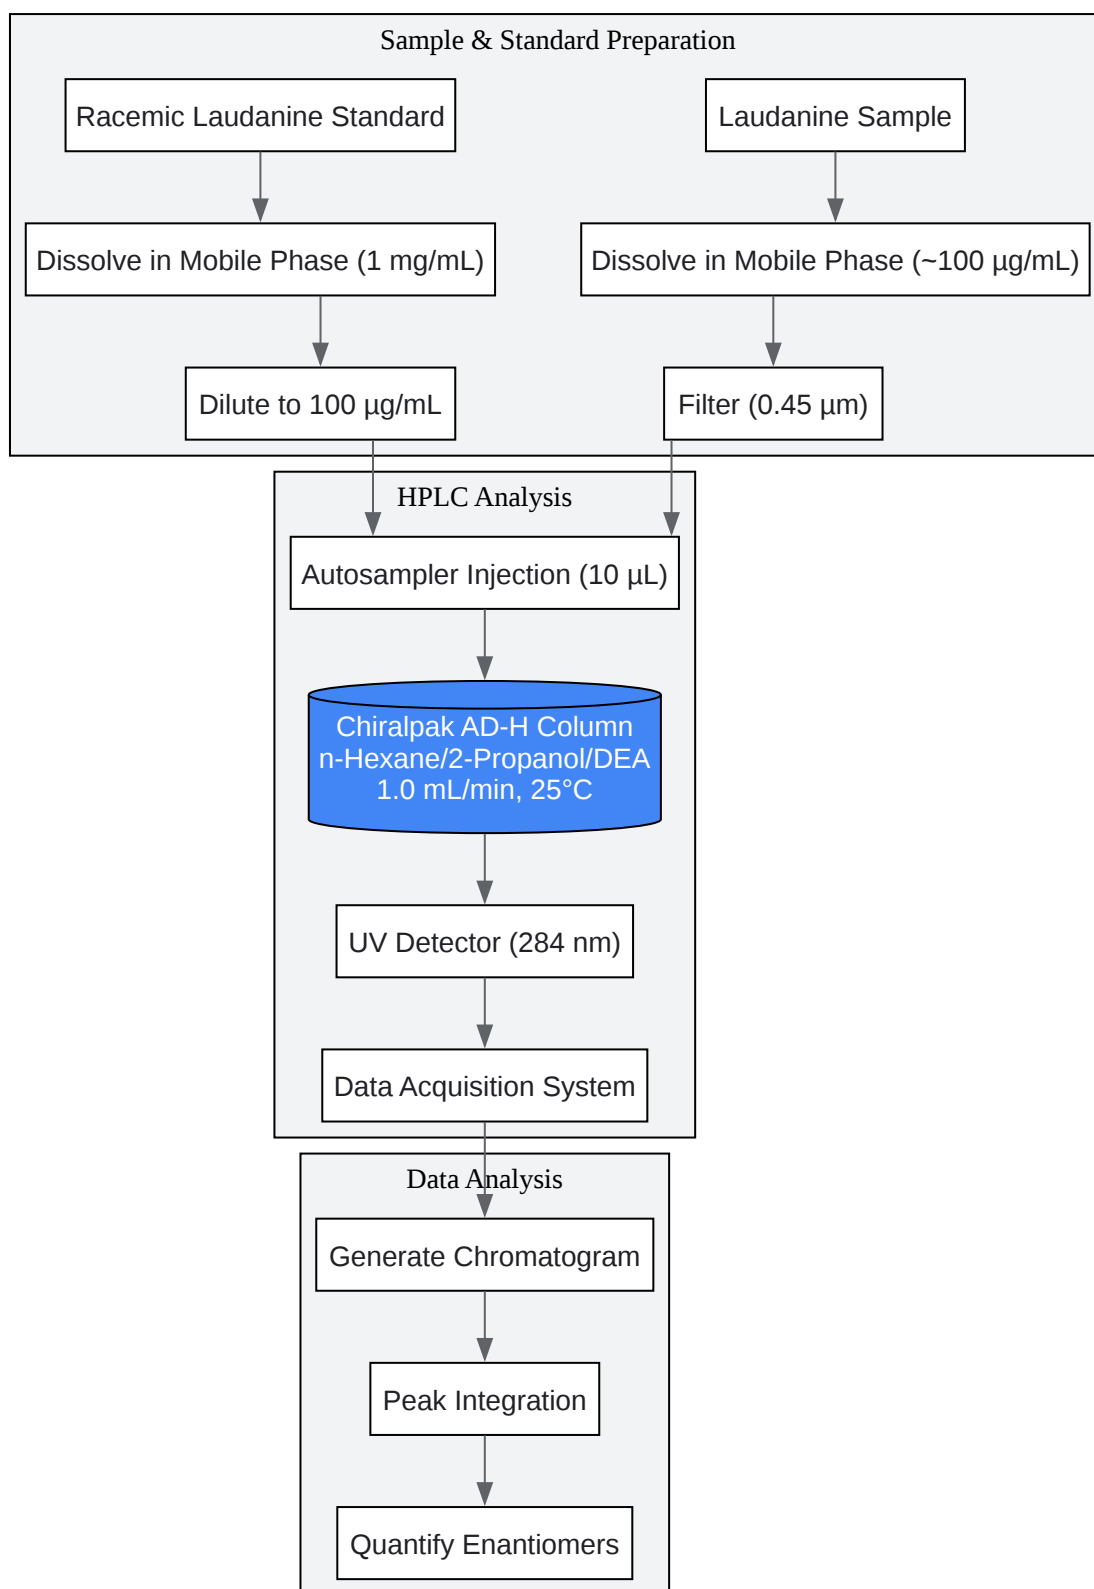 Sample & Standard Preparation
Racemic Laudanine Standard
Laudanine Sample
Dissolve in Mobile Phase (1 mg/mL)
Dissolve in Mobile Phase (~100 µg/mL)
Dilute to 100 µg/mL
Filter (0.45 µm)
HPLC Analysis
Autosampler Injection (10 µL)
Chiralpak AD-H Column
n-Hexane/2-Propanol/DEA
1.0 mL/min, 25°C
UV Detector (284 nm)
Data Acquisition System
Data Analysis
Generate Chromatogram
Peak Integration
Quantify Enantiomers